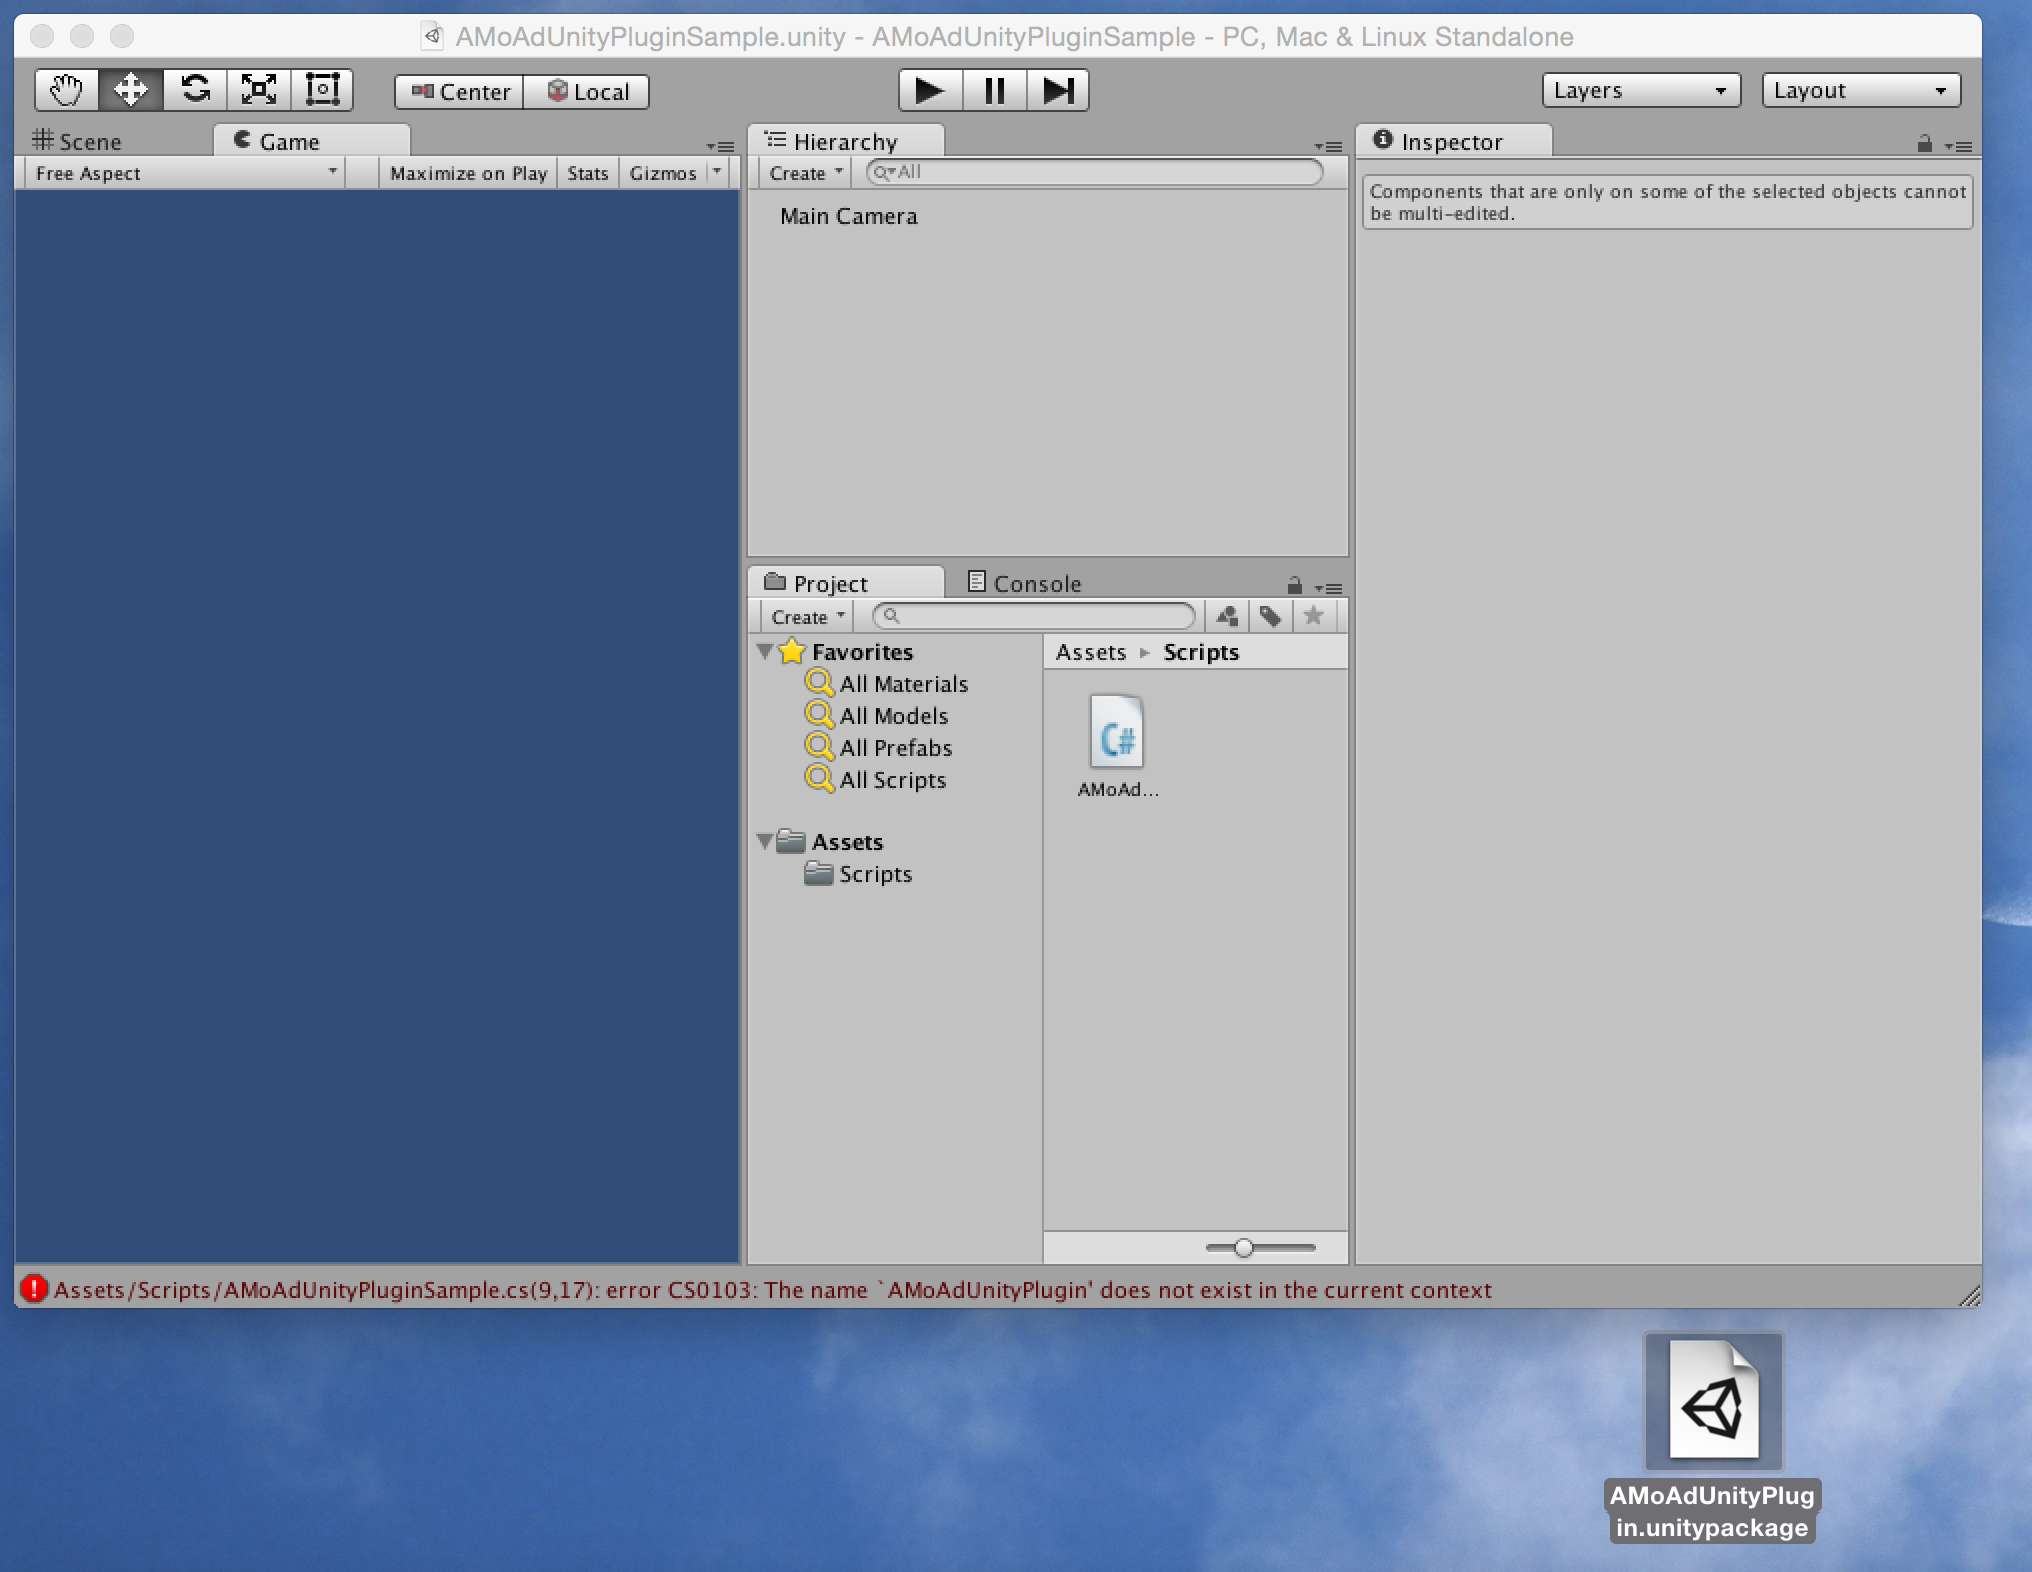 AMoAdUnityPluginSample.unity - AMoAdUnityPluginSample - PC, Mac & Linux Standalone
Center
Local
Layers
Layout
Scene
Game
Free Aspect
Maximize on Play
Stats
Gizmos
Hierarchy
Create
All
Main Camera
Inspector
Components that are only on some of the selected objects cannot
be multi-edited.
Project
Console
Create
Favorites
All Materials
All Models
All Prefabs
All Scripts
Assets
Scripts
Assets
Scripts
C#
AMoAd...
Assets/Scripts/AMoAdUnityPluginSample.cs(9,17): error CS0103: The name `AMoAdUnityPlugin' does not exist in the current context
AMoAdUnityPlug
in.unitypackage